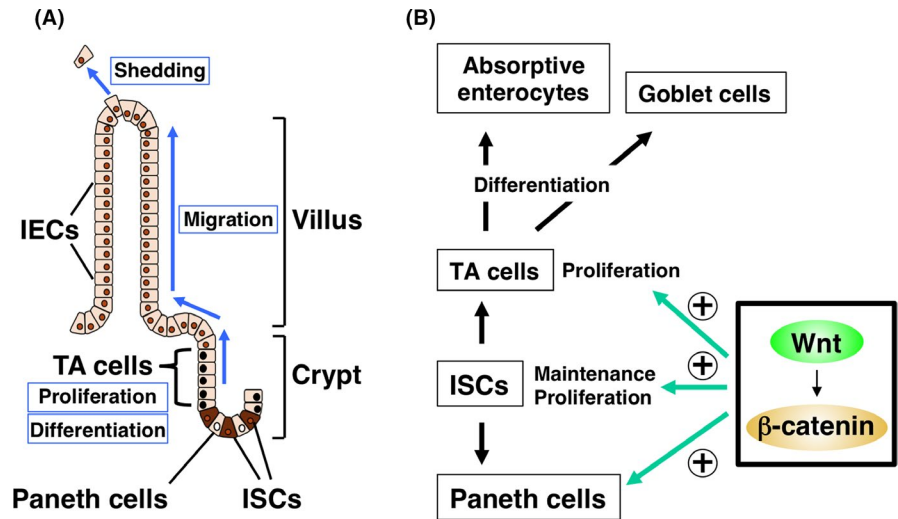 (A)
Shedding
IECs
Migration
Villus
TA cells
Proliferation
Differentiation
Crypt
Paneth cells
ISCs
(B)
Absorptive
enterocytes
Goblet cells
Differentiation
TA cells
Proliferation
+
ISCs
Maintenance
Proliferation
+
Wnt
β-catenin
+
Paneth cells